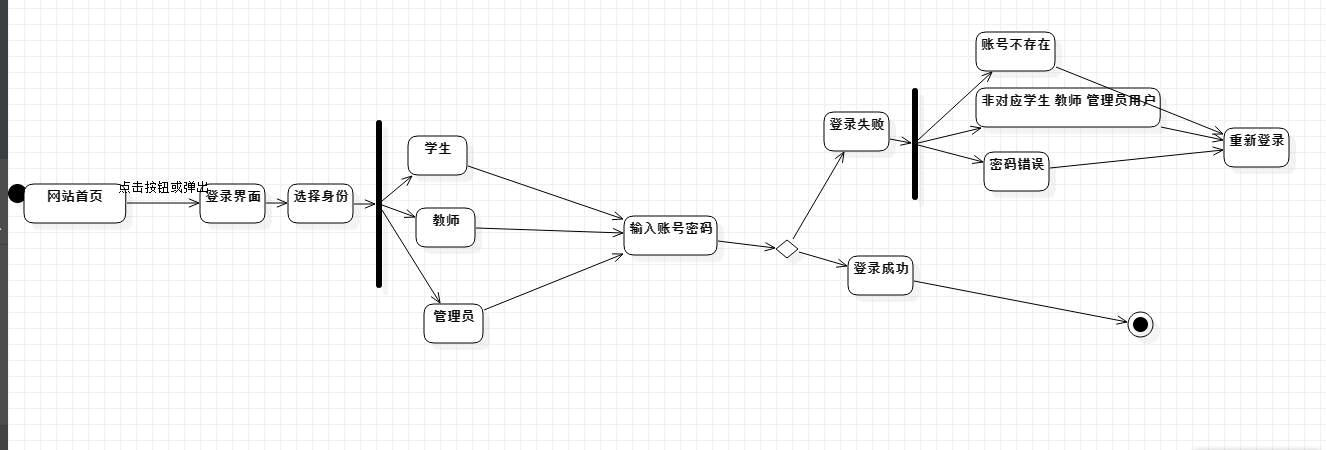 网站首页
点击按钮或弹出
登录界面
选择身份
学生
教师
管理员
输入账号密码
登录失败
登录成功
账号不存在
非对应学生 教师 管理员用户
密码错误
重新登录